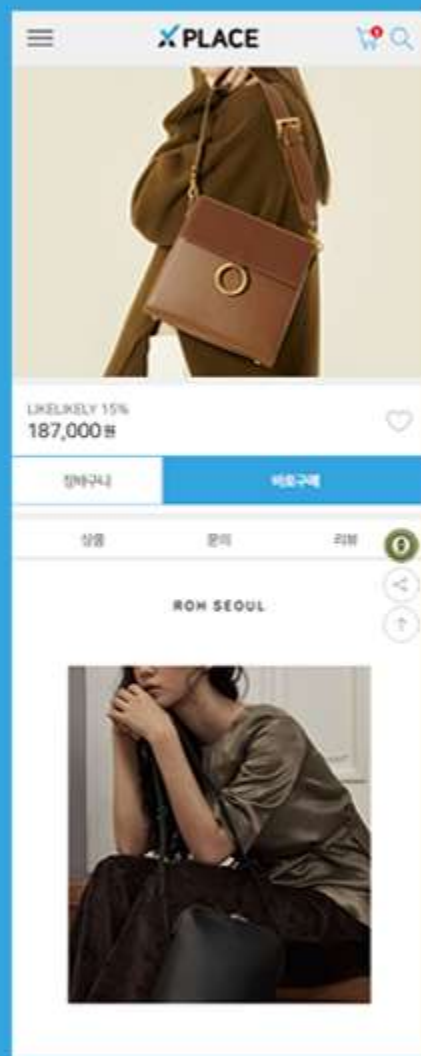 XPLACE
LIKELIKELY 15%
187,000원
장바구니
바로구매
상품 문의 리뷰
ROH SEOUL